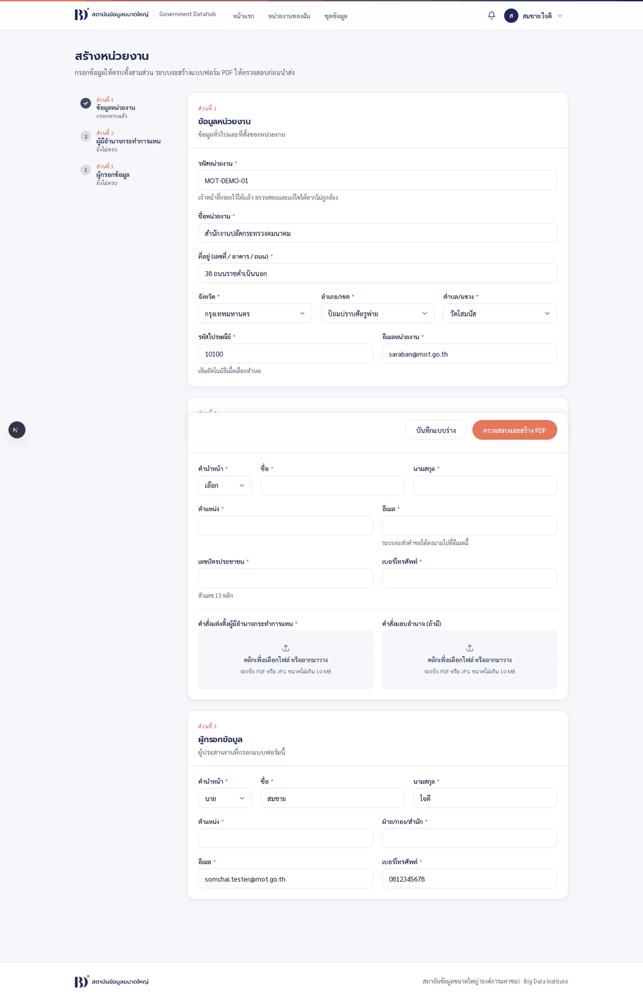 สถาบันข้อมูลขนาดใหญ่
Government Datahub
หน้าแรก
หน่วยงานของฉัน
ชุดข้อมูล
ส
สมชาย ใจดี
สร้างหน่วยงาน
กรอกข้อมูลให้ครบทั้งสามส่วน ระบบจะสร้างแบบฟอร์ม PDF ให้ตรวจสอบก่อนนำส่ง
ส่วนที่ 1
ข้อมูลหน่วยงาน
กรอกครบแล้ว
2
ส่วนที่ 2
ผู้มีอำนาจกระทำการแทน
ยังไม่ครบ
3
ส่วนที่ 3
ผู้กรอกข้อมูล
ยังไม่ครบ
ส่วนที่ 1
ข้อมูลหน่วยงาน
ข้อมูลทั่วไปและที่ตั้งของหน่วยงาน
รหัสหน่วยงาน *
MOT-DEMO-01
เจ้าหน้าที่กรอกไว้ให้แล้ว ตรวจสอบและแก้ไขได้หากไม่ถูกต้อง
ชื่อหน่วยงาน *
สำนักงานปลัดกระทรวงคมนาคม
ที่อยู่ (เลขที่ / อาคาร / ถนน) *
38 ถนนราชดำเนินนอก
จังหวัด * อำเภอ/เขต * ตำบล/แขวง *
กรุงเทพมหานคร ป้อมปราบศัตรูพ่าย วัดโสมนัส
รหัสไปรษณีย์ * อีเมลหน่วยงาน *
10100 saraban@mot.go.th
เติมอัตโนมัติเมื่อเลือกตำบล
บันทึกแบบร่าง ตรวจสอบและสร้าง PDF
คำนำหน้า * ชื่อ * นามสกุล *
เลือก
ตำแหน่ง * อีเมล *
ระบบจะส่งคำขอให้ลงนามไปที่อีเมลนี้
เลขบัตรประชาชน * เบอร์โทรศัพท์ *
ตัวเลข 13 หลัก
คำสั่งแต่งตั้งผู้มีอำนาจกระทำการแทน * คำสั่งมอบอำนาจ (ถ้ามี)
คลิกเพื่อเลือกไฟล์ หรือลากมาวาง คลิกเพื่อเลือกไฟล์ หรือลากมาวาง
รองรับ PDF หรือ JPG ขนาดไม่เกิน 10 MB รองรับ PDF หรือ JPG ขนาดไม่เกิน 10 MB
ส่วนที่ 3
ผู้กรอกข้อมูล
ผู้ประสานงานที่กรอกแบบฟอร์มนี้
คำนำหน้า * ชื่อ * นามสกุล *
นาย สมชาย ใจดี
ตำแหน่ง * ฝ่าย/กอง/สำนัก *
อีเมล * เบอร์โทรศัพท์ *
somchai.tester@mot.go.th 0812345678
สถาบันข้อมูลขนาดใหญ่
สถาบันข้อมูลขนาดใหญ่ (องค์การมหาชน) · Big Data Institute